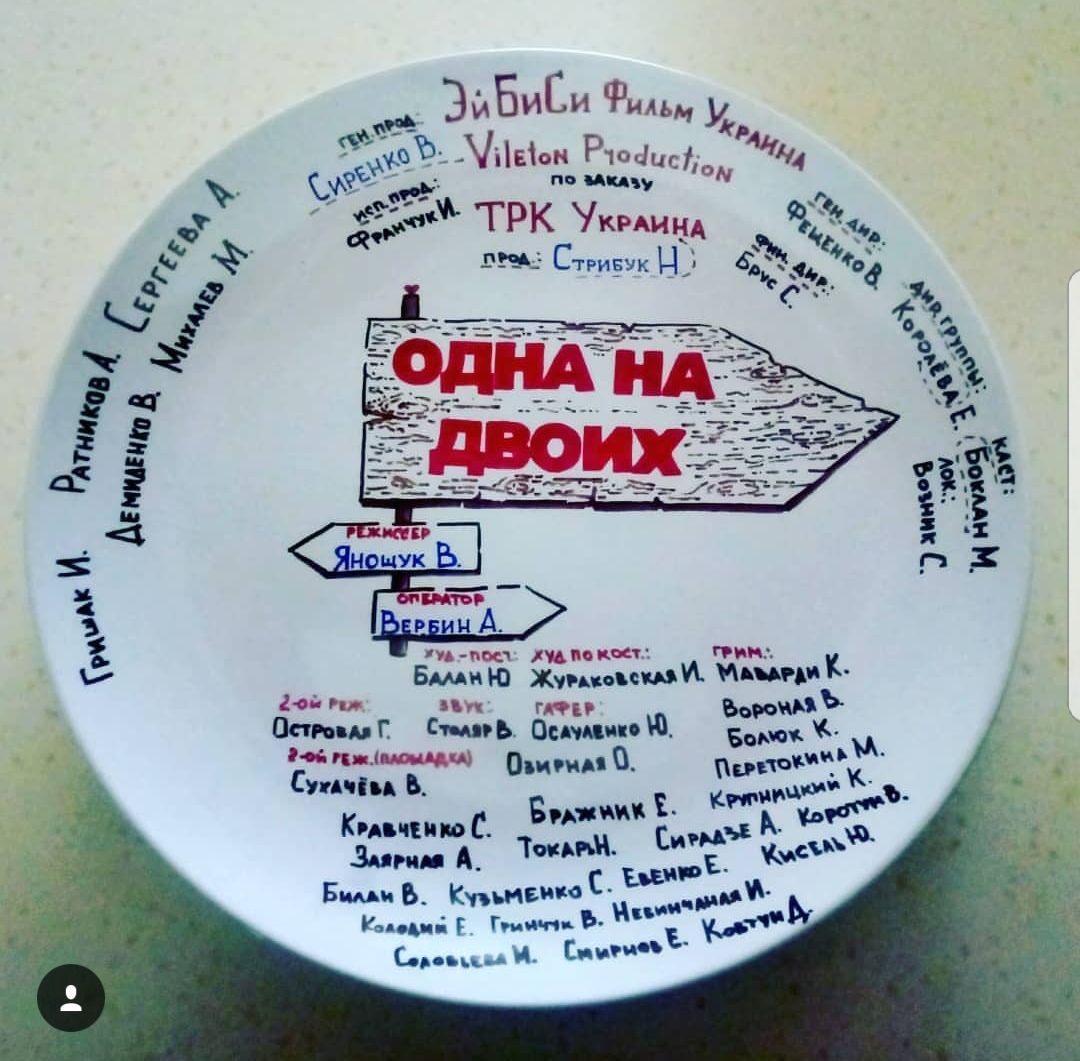 ЭйБиСи Фильм Украина
Vileton Production
по заказу
ТРК Украина
прод.: Стрибук Н.
ген. прод.:
Сиренко В.
исп. прод.:
Франчук И.
ген. дир.:
Фещенко В.
фин. дир.:
Брус С.
дир. группы:
Королёва Е.
каст:
Боклан М.
лок.:
Возник С.
Сергеева А.
Михалев М.
Ратников А.
Демиденко В.
Гришак И.
ОДНА НА
ДВОИХ
РЕЖИССЕР
Янощук В.
ОПЕРАТОР
Вербин А.
худ.-пост.: худ по кост.: грим.:
Балан Ю Жураковская И. Маварди К.
2-ой реж.: звук: гафер:
Островая Г. Столяр В. Осауленко Ю. Вороная В.
2-ой реж. (площадка) Озирная О. Болюк К.
Сухачёва В. Перетокина М.
Кравченко С. Бражник Е. Крупницкий К.
Заярная А. Токарь Н. Сирадзе А. Коротун В.
Билан В. Кузьменко С. Евенко Е. Кисель Ю.
Колодий Е. Гринчук В. Невинчаная И.
Соловьева И. Смирнов Е. Ковтун Д.